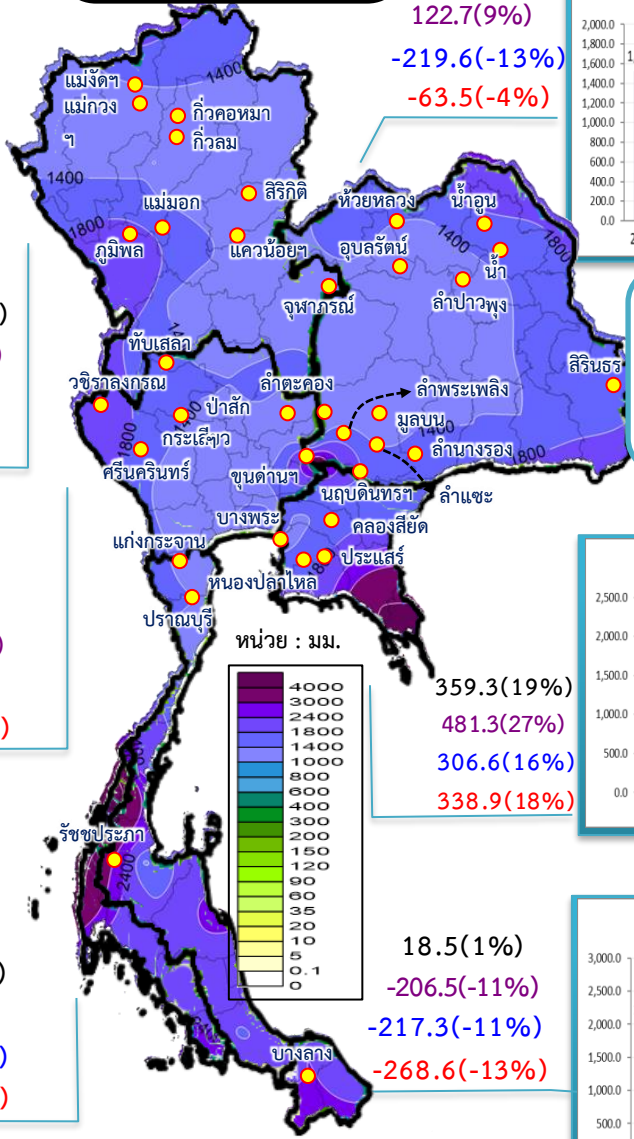 122.7(9%)
-219.6(-13%)
-63.5(-4%)
2,000.0
1,800.0
1,600.0
1,400.0
1,200.0
1,000.0
800.0
600.0
400.0
200.0
0.0
1400
แม่งัดฯ
แม่กวง
ฯ
กิ่วคอหมา
กิ่วลม
1400
สิริกิติ
แม่มอก
1800
ภูมิพล
แควน้อยฯ
ห้วยหลวง
น้ำอูน
1400
1800
อุบลรัตน์
น้ำ
ลำปาวพุง
จุฬาภรณ์
ทับเสลา
สิรินธร
วชิราลงกรณ
ลำตะคอง
ลำพระเพลิง
ป่าสัก
มูลบน
1400
กระเสียว
1400
1800
ลำนางรอง
1800
ศรีนครินทร์
ขุนด่านฯ
นฤบดินทรฯ
ลำแซะ
บางพระ
คลองสียัด
แก่งกระจาน
ประแสร์
หนองปลาไหล
ปราณบุรี
หน่วย : มม.
4000
3000
2400
1800
1400
1000
800
600
400
300
200
150
120
90
60
35
20
10
5
0.1
0
359.3(19%)
481.3(27%)
306.6(16%)
338.9(18%)
2,500.0
2,000.0
1,500.0
1,000.0
500.0
0.0
รัชชประภา
2400
18.5(1%)
-206.5(-11%)
-217.3(-11%)
-268.6(-13%)
บางลาง
3,000.0
2,500.0
2,000.0
1,500.0
1,000.0
500.0